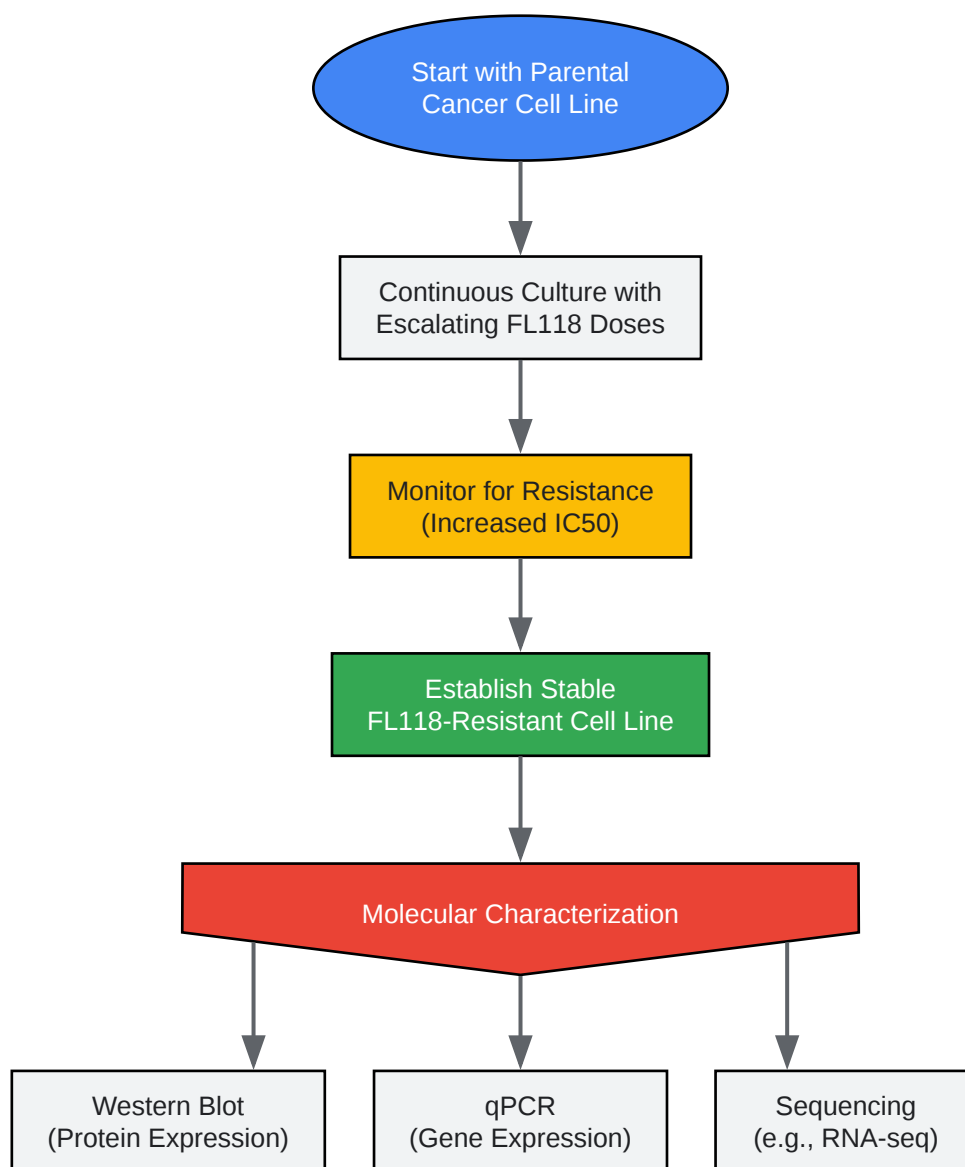 Start with Parental
Cancer Cell Line
Continuous Culture with
Escalating FL118 Doses
Monitor for Resistance
(Increased IC50)
Establish Stable
FL118-Resistant Cell Line
Molecular Characterization
Western Blot
(Protein Expression)
qPCR
(Gene Expression)
Sequencing
(e.g., RNA-seq)